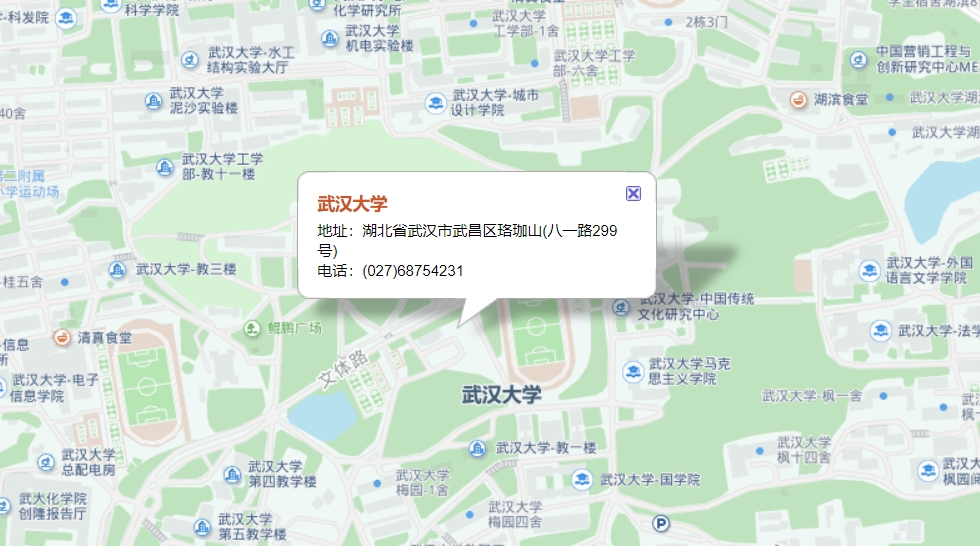 科学学院
化学研究所
武汉大学
工学部-1舍
2栋3门
-科发院
武汉大学
机电实验楼
武汉大学-水工
结构实验大厅
武汉大学工学
部-六舍
中国营销工程与
创新研究中心ME
武汉大学
泥沙实验楼
武汉大学-城市
设计学院
湖滨食堂
武汉大学湖
40舍
武汉大学湖
武汉大学工学
部-教十一楼
第二附属
小学运动场
武汉大学
地址：湖北省武汉市武昌区珞珈山(八一路299
号)
电话：(027)68754231
武汉大学-教三楼
武汉大学-外国
语言文学学院
桂五舍
武汉大学-中国传统
文化研究中心
鲲鹏广场
武汉大学-法学
清真食堂
-信息
所
文体路
武汉大学马克
思主义学院
武汉大学-电子
信息学院
武汉大学
武汉大学-枫一舍
武汉
枫一
武汉大学-教一楼
武汉大学
枫十四舍
武汉大学
总配电房
武汉大学
第四教学楼
武汉大学
梅园-1舍
武汉大学-国学院
武汉大
枫园阅
武大化学院
创隆报告厅
武汉大学
梅园四舍
武汉大学
第五教学楼
P